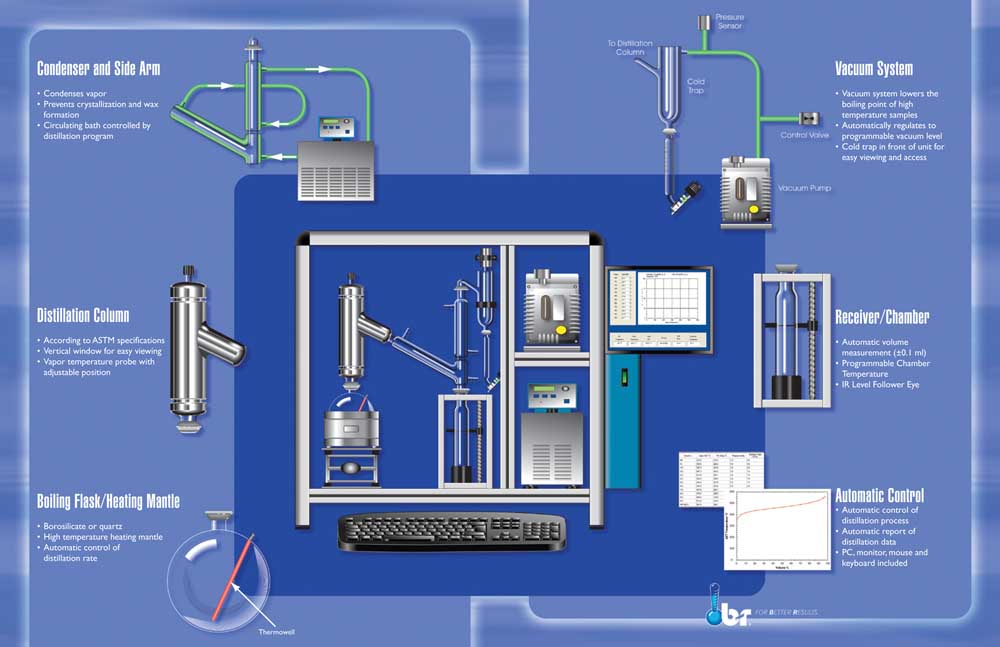 Condenser and Side Arm
• Condenses vapor
• Prevents crystallization and wax
formation
• Circulating bath controlled by
distillation program
Distillation Column
• According to ASTM specifications
• Vertical window for easy viewing
• Vapor temperature probe with
adjustable position
Boiling Flask/Heating Mantle
• Borosilicate or quartz
• High temperature heating mantle
• Automatic control of
distillation rate
Thermowell
Pressure
Sensor
To Distillation
Column
Cold
Trap
Control Valve
Vacuum Pump
Vacuum System
• Vacuum system lowers the
boiling point of high
temperature samples
• Automatically regulates to
programmable vacuum level
• Cold trap in front of unit for
easy viewing and access
Receiver/Chamber
• Automatic volume
measurement (±0.1 ml)
• Programmable Chamber
Temperature
• IR Level Follower Eye
Automatic Control
• Automatic control of
distillation process
• Automatic report of
distillation data
• PC, monitor, mouse and
keyboard included
Volume %
br
FOR BETTER RESULTS.